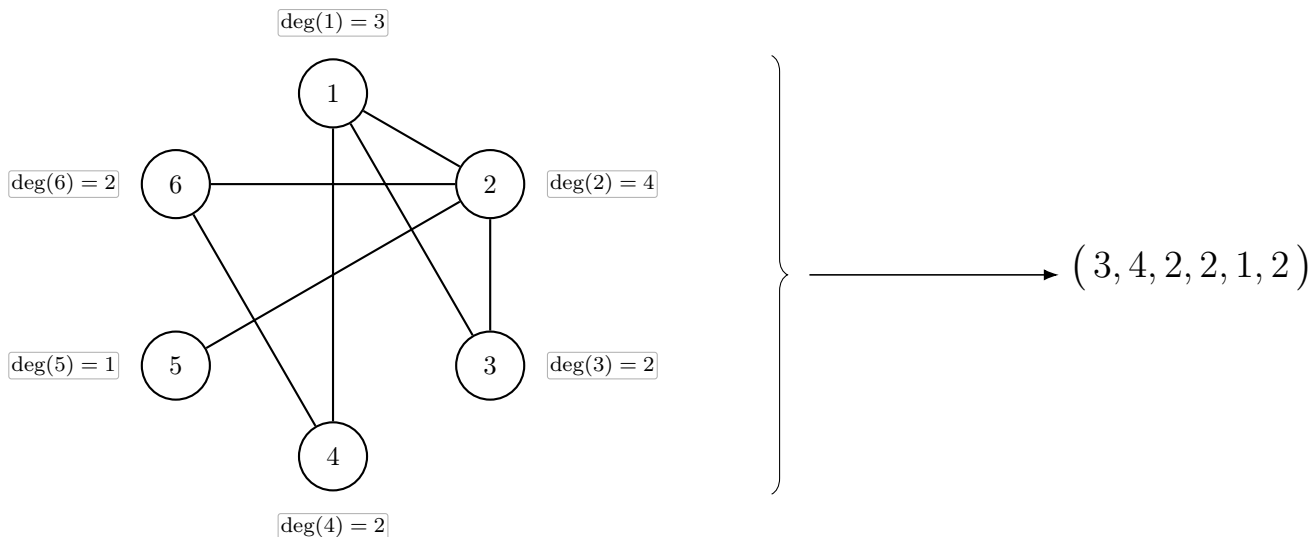 deg(1) = 3
1
deg(6) = 2
6
2
deg(2) = 4
( 3, 4, 2, 2, 1, 2 )
deg(5) = 1
5
3
deg(3) = 2
4
deg(4) = 2